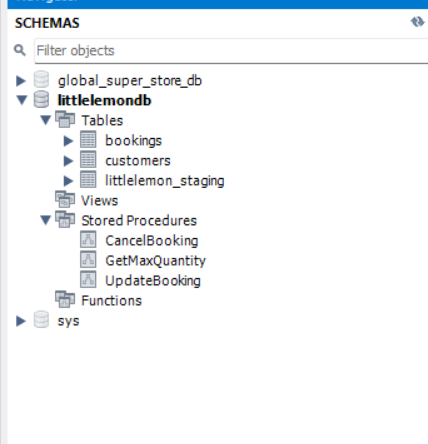 SCHEMAS
Filter objects
global_super_store_db
littlelemondb
Tables
bookings
customers
littlelemon_staging
Views
Stored Procedures
CancelBooking
GetMaxQuantity
UpdateBooking
Functions
sys